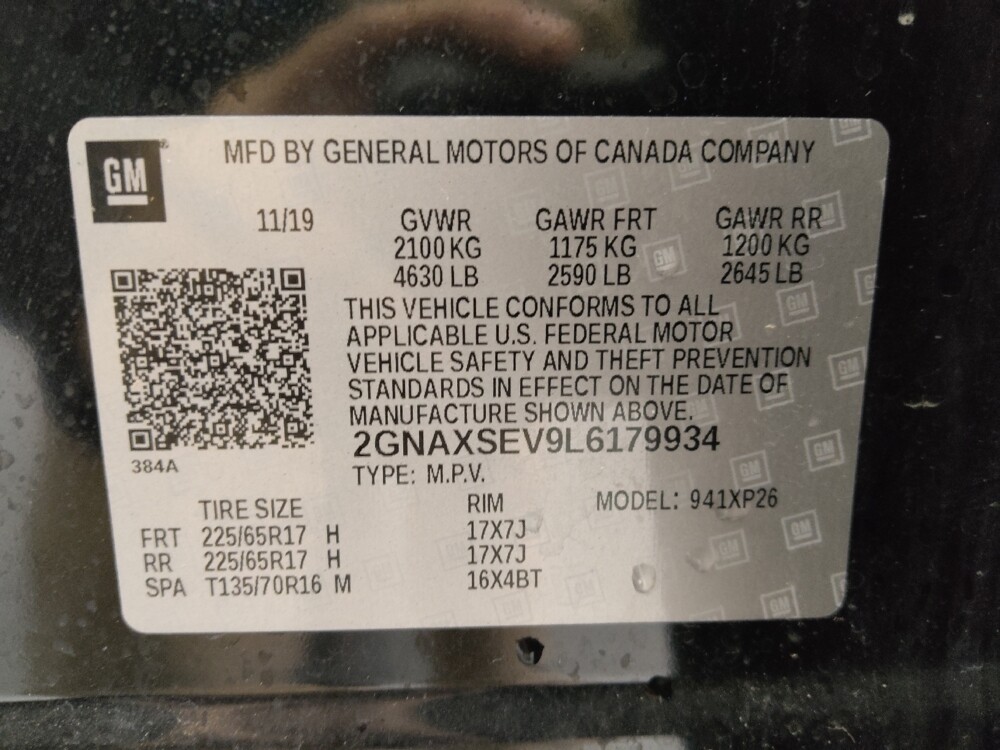 GM
MFD BY GENERAL MOTORS OF CANADA COMPANY
11/19 GVWR GAWR FRT GAWR RR
2100 KG 1175 KG 1200 KG
4630 LB 2590 LB 2645 LB
THIS VEHICLE CONFORMS TO ALL
APPLICABLE U.S. FEDERAL MOTOR
VEHICLE SAFETY AND THEFT PREVENTION
STANDARDS IN EFFECT ON THE DATE OF
MANUFACTURE SHOWN ABOVE.
2GNAXSEV9L6179934
384A
TYPE: M.P.V.
TIRE SIZE RIM MODEL: 941XP26
FRT 225/65R17 H 17X7J
RR 225/65R17 H 17X7J
SPA T135/70R16 M 16X4BT